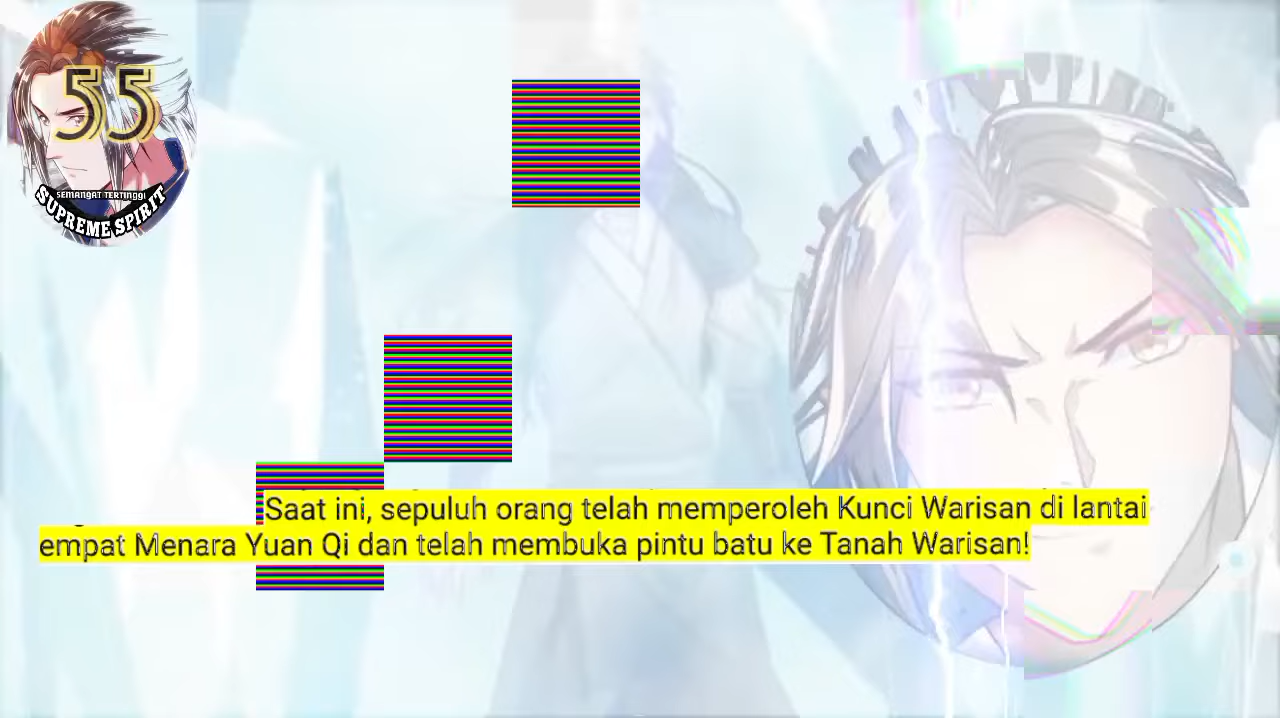 55
SEMANGAT TERTINGGI
SUPREME SPIRIT
Saat ini, sepuluh orang telah memperoleh Kunci Warisan di lantai
empat Menara Yuan Qi dan telah membuka pintu batu ke Tanah Warisan!